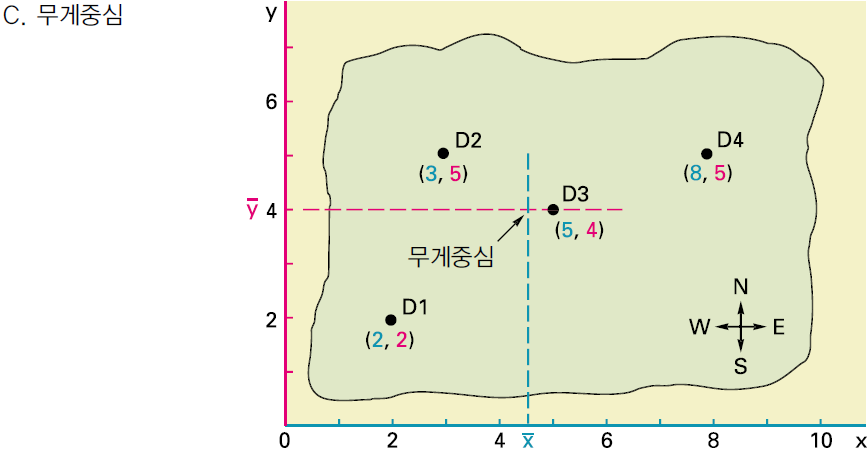 C. 무게중심
y
6
D2
D4
(3, 5)
(8, 5)
D3
y̅ 4
(5, 4)
무게중심
N
D1
W E
2
(2, 2)
S
0 2 4 x̅ 6 8 10 x